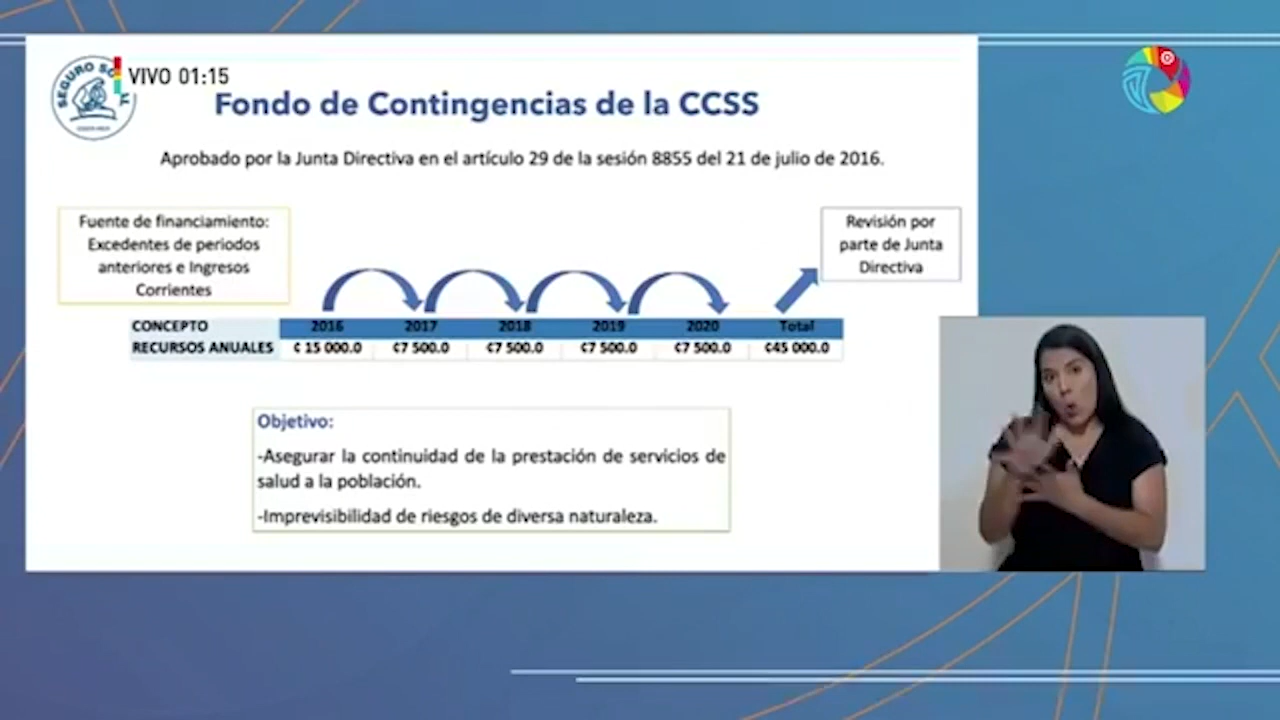 SEGURO SO
VIVO 01:15
Fondo de Contingencias de la CCSS
Aprobado por la Junta Directiva en el artículo 29 de la sesión 8855 del 21 de julio de 2016.
Fuente de financiamiento:
Excedentes de periodos
anteriores e Ingresos
Corrientes
Revisión por
parte de Junta
Directiva
CONCEPTO 2016 2017 2018 2019 2020 Total
RECURSOS ANUALES ¢ 15 000.0 ¢7 500.0 ¢7 500.0 ¢7 500.0 ¢7 500.0 ¢45 000.0
Objetivo:
-Asegurar la continuidad de la prestación de servicios de
salud a la población.
-Imprevisibilidad de riesgos de diversa naturaleza.